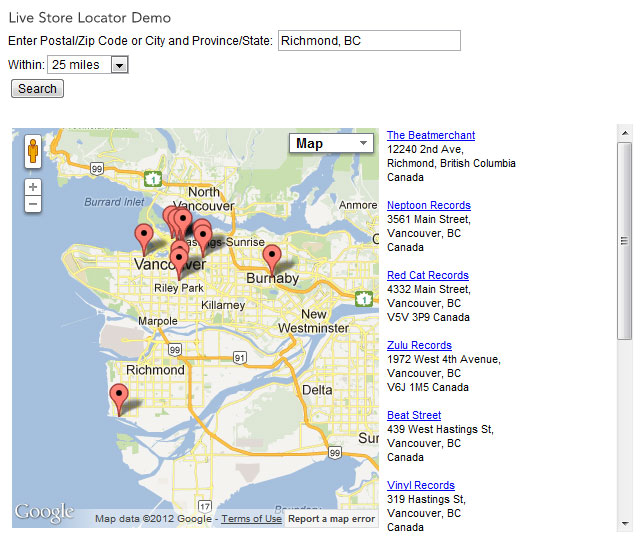 Live Store Locator Demo
Enter Postal/Zip Code or City and Province/State: Richmond, BC
Within: 25 miles
Search
Map
99
1
North
Vancouver
Burrard Inlet
Anmore
Hastings-Sunrise
Vancouver
Burnaby
Riley Park
Killarney
1
New
Westminster
Marpole
99
91
Richmond
Delta
99
17
Google
Map data ©2012 Google - Terms of Use
Report a map error
The Beatmerchant
12240 2nd Ave,
Richmond, British Columbia
Canada
Neptoon Records
3561 Main Street,
Vancouver, BC
Canada
Red Cat Records
4332 Main Street,
Vancouver, BC
V5V 3P9 Canada
Zulu Records
1972 West 4th Avenue,
Vancouver, BC
V6J 1M5 Canada
Beat Street
439 West Hastings St,
Vancouver, BC
Canada
Vinyl Records
319 Hastings St,
Vancouver, BC
Canada